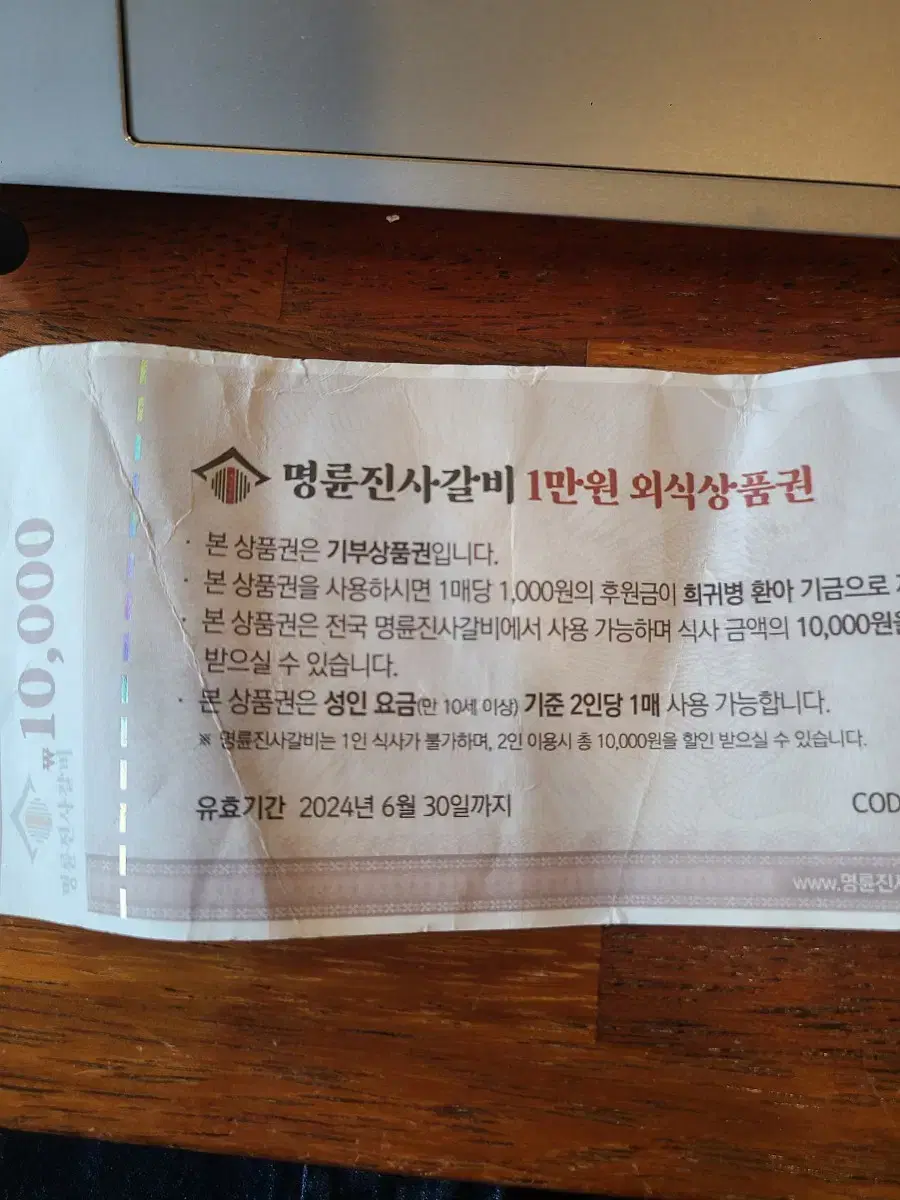 명륜진사갈비 1만원 외식상품권
· 본 상품권은 기부상품권입니다.
· 본 상품권을 사용하시면 1매당 1,000원의 후원금이 희귀병 환아 기금으로
· 본 상품권은 전국 명륜진사갈비에서 사용 가능하며 식사 금액의 10,000원을
받으실 수 있습니다.
· 본 상품권은 성인 요금(만 10세 이상) 기준 2인당 1매 사용 가능합니다.
※ 명륜진사갈비는 1인 식사가 불가하며, 2인 이용시 총 10,000원을 할인 받으실 수 있습니다.
유효기간 2024년 6월 30일까지
COD
www.명륜진
₩10,000
명륜진사갈비